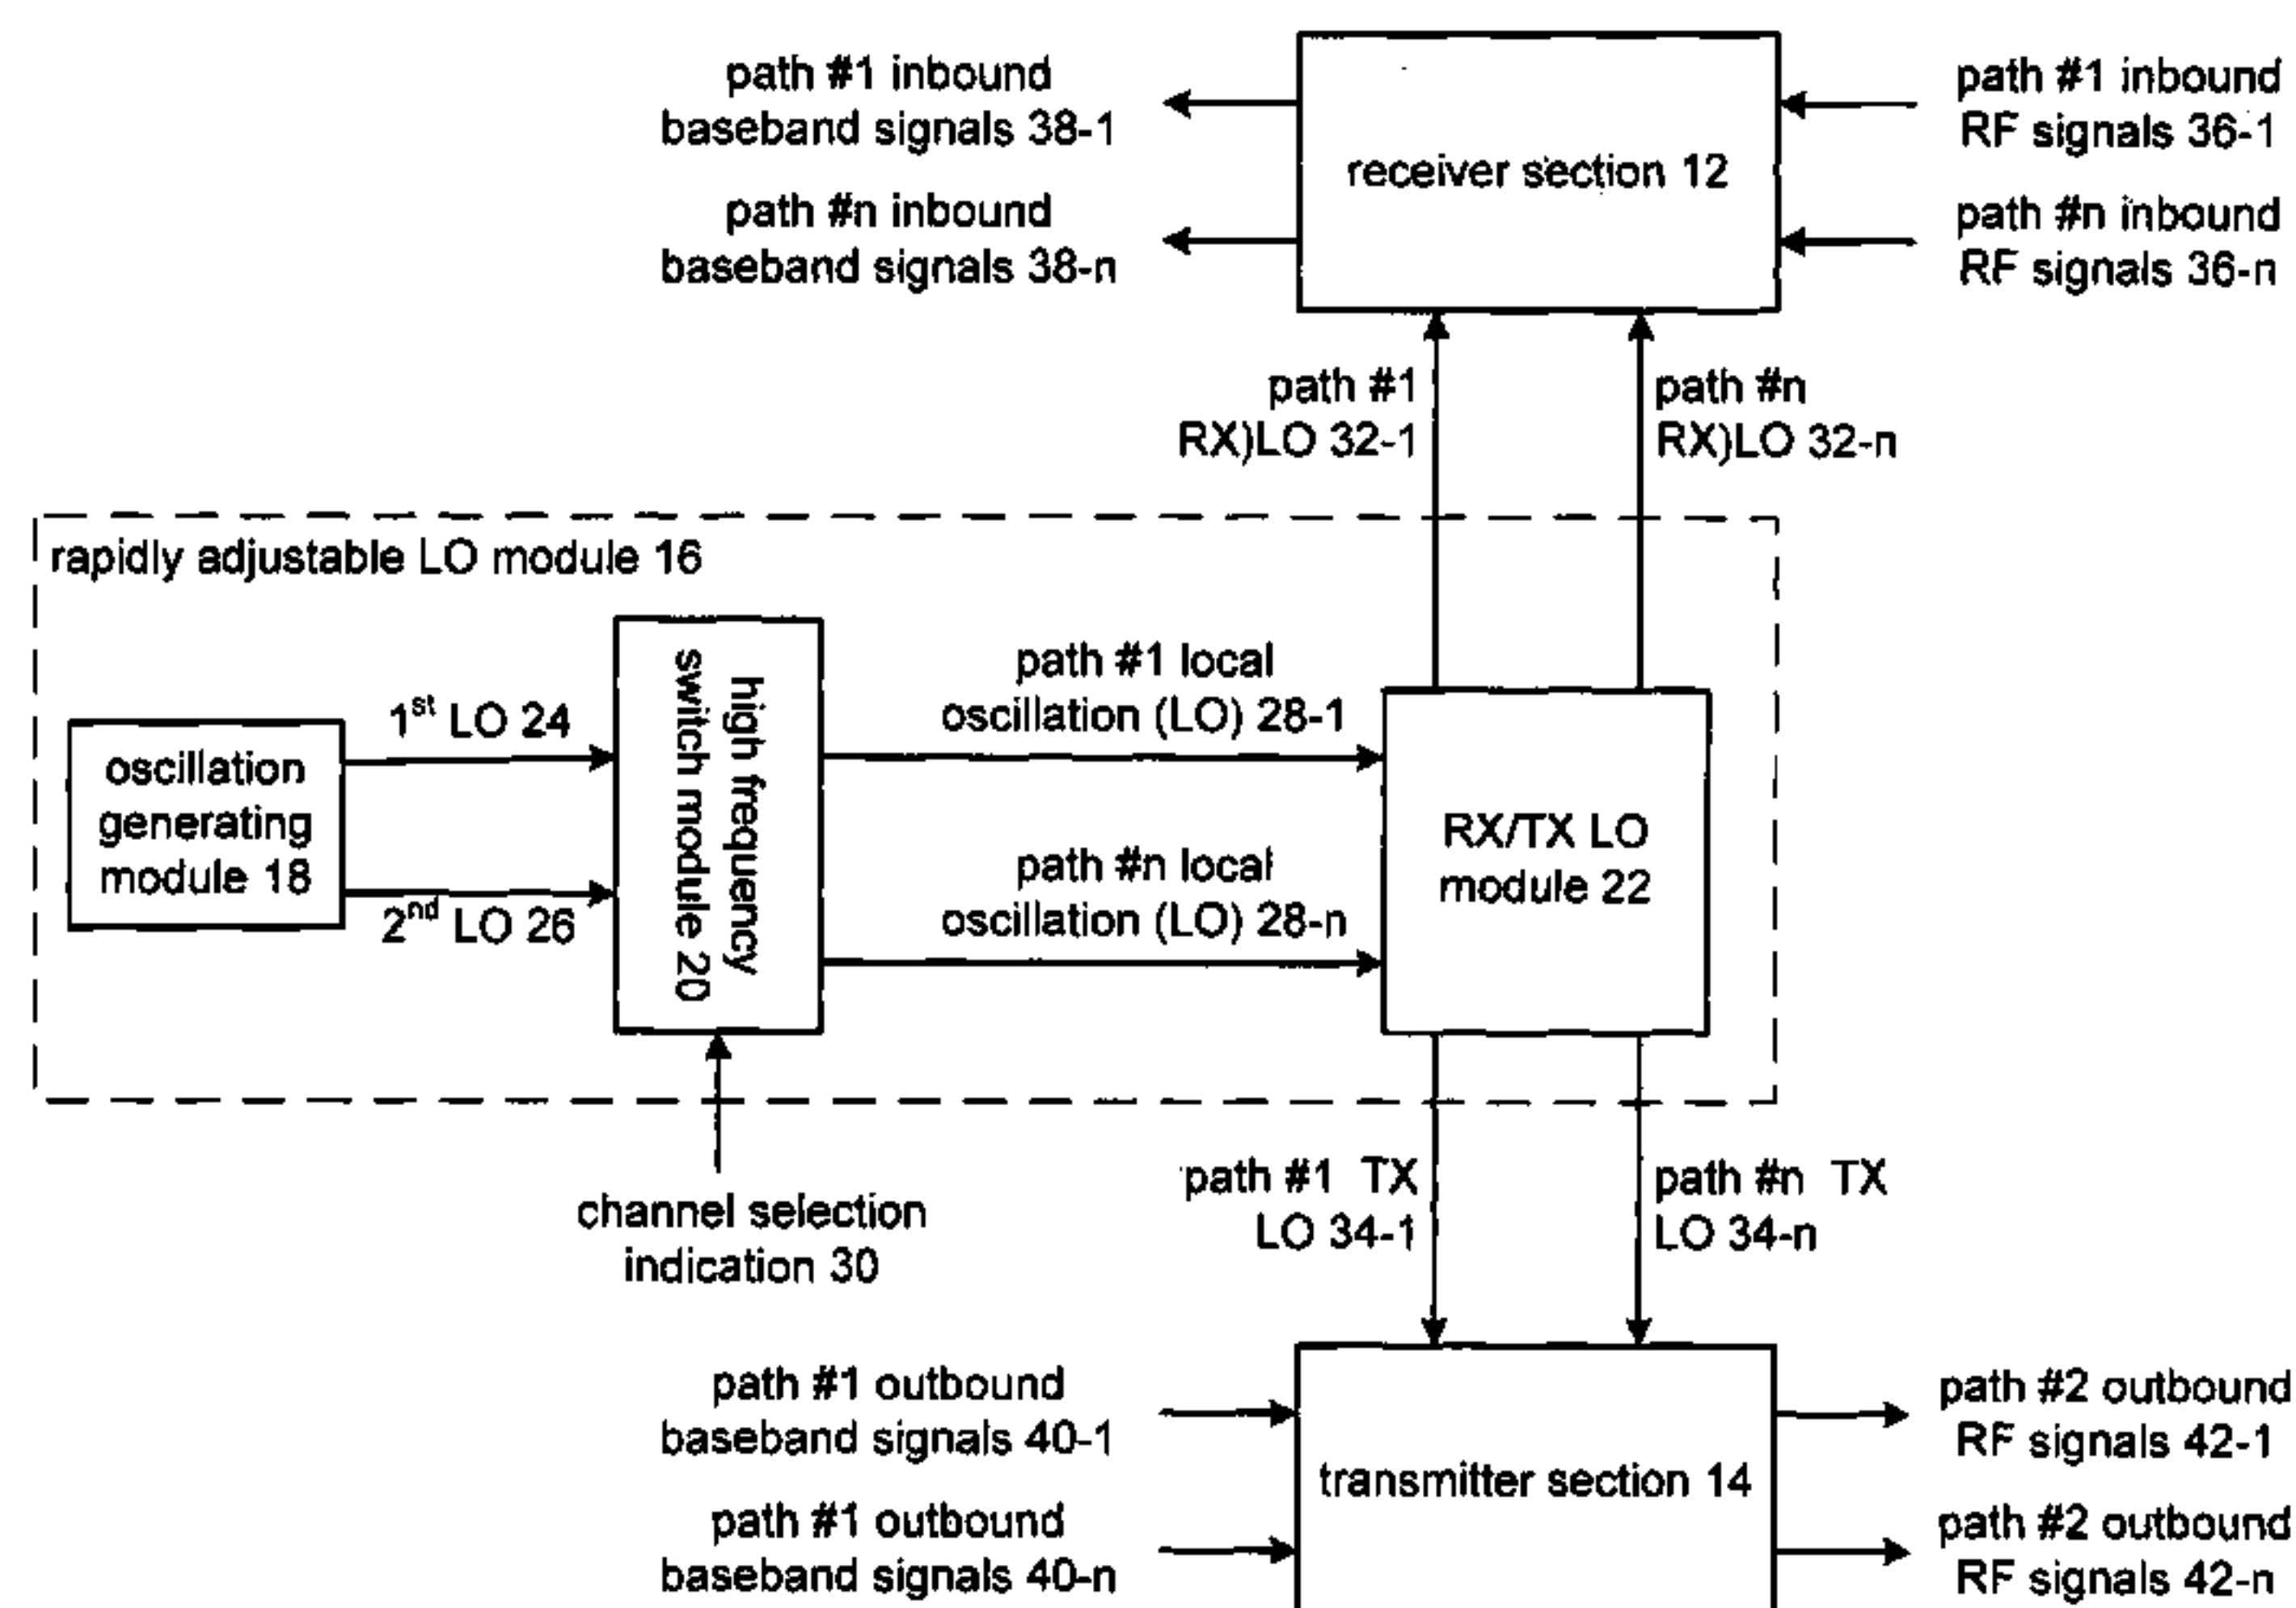 path #1 inbound
baseband signals 38-1
path #n inbound
baseband signals 38-n
receiver section 12
path #1 inbound
RF signals 36-1
path #n inbound
RF signals 36-n
path #1
RX)LO 32-1
path #n
RX)LO 32-n
rapidly adjustable LO module 16
oscillation
generating
module 18
1st LO 24
2nd LO 26
high frequency
switch module 20
path #1 local
oscillation (LO) 28-1
path #n local
oscillation (LO) 28-n
RX/TX LO
module 22
channel selection
indication 30
path #1 TX
LO 34-1
path #n TX
LO 34-n
path #1 outbound
baseband signals 40-1
path #1 outbound
baseband signals 40-n
transmitter section 14
path #2 outbound
RF signals 42-1
path #2 outbound
RF signals 42-n